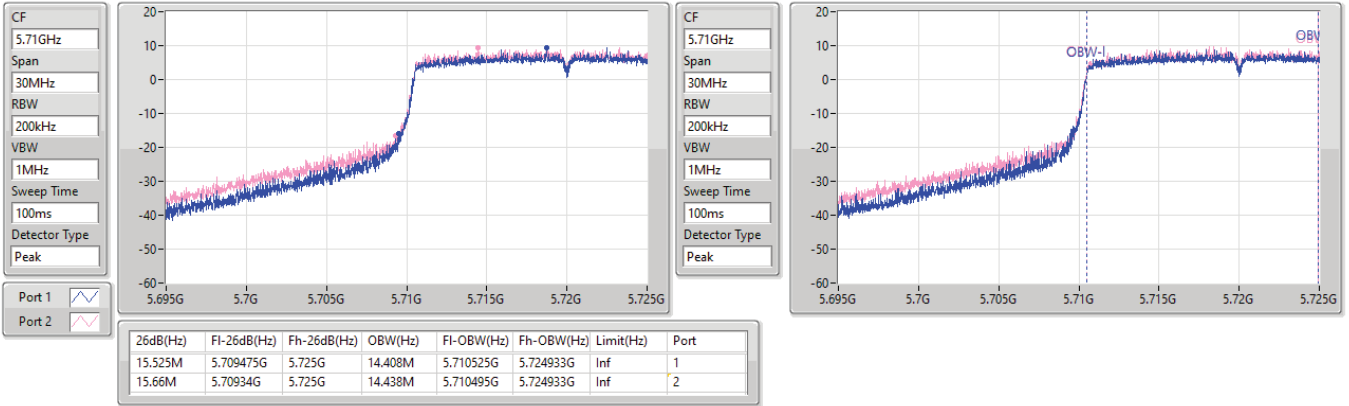 CF
5.71GHz
Span
30MHz
RBW
200kHz
VBW
1MHz
Sweep Time
100ms
Detector Type
Peak
Port 1
Port 2
10-
0-
-10-
-20-
-30-
-40-
-50-
-60-
5.695G 5.7G 5.705G 5.71G 5.715G 5.72G 5.725G
20-
CF
5.71GHz
Span
30MHz
RBW
200kHz
VBW
1MHz
Sweep Time
100ms
Detector Type
Peak
20-
10-
0-
-10-
-20-
-30-
-40-
-50-
-60-
5.695G 5.7G 5.705G 5.71G 5.715G 5.72G 5.725G
OBW-l
OBW
26dB(Hz) Fl-26dB(Hz) Fh-26dB(Hz) OBW(Hz) Fl-OBW(Hz) Fh-OBW(Hz) Limit(Hz) Port
15.525M 5.709475G 5.725G 14.408M 5.710525G 5.724933G Inf 1
15.66M 5.70934G 5.725G 14.438M 5.710495G 5.724933G Inf 2